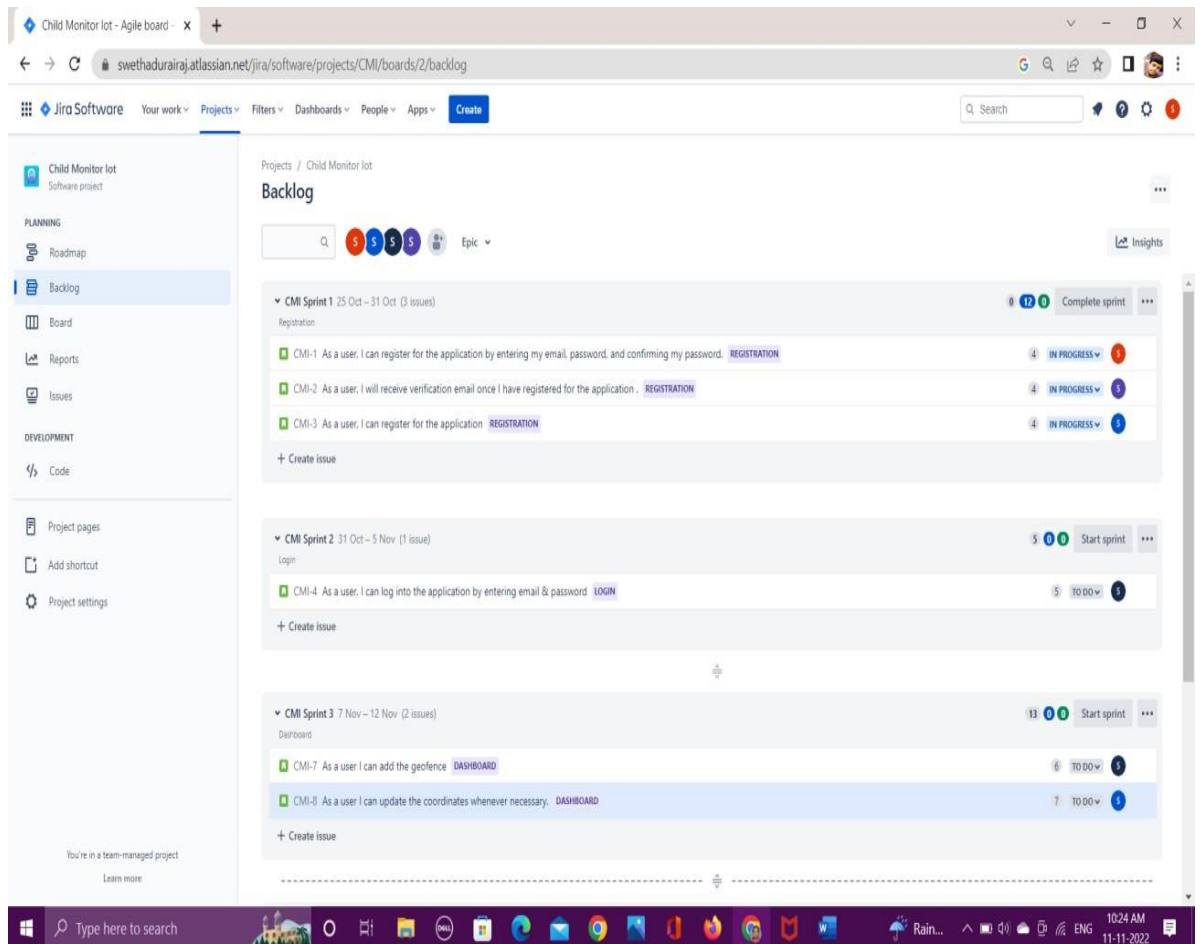 Child Monitor Iot - Agile board -
swethadurairaj.atlassian.net/jira/software/projects/CMI/boards/2/backlog
Jira Software Your work Projects Filters Dashboards People Apps Create Search S
Child Monitor Iot
Software project
PLANNING
Roadmap
Backlog
Board
Reports
Issues
DEVELOPMENT
Code
Project pages
Add shortcut
Project settings
You're in a team-managed project
Learn more
Projects / Child Monitor Iot
Backlog
S S S S Epic Insights
CMI Sprint 1 25 Oct – 31 Oct (3 issues) 0 12 0 Complete sprint
Registration
CMI-1 As a user, I can register for the application by entering my email, password, and confirming my password. REGISTRATION 4 IN PROGRESS S
CMI-2 As a user, I will receive verification email once I have registered for the application . REGISTRATION 4 IN PROGRESS S
CMI-3 As a user, I can register for the application REGISTRATION 4 IN PROGRESS S
+ Create issue
CMI Sprint 2 31 Oct – 5 Nov (1 issue) 5 0 0 Start sprint
Login
CMI-4 As a user, I can log into the application by entering email & password LOGIN 5 TO DO S
+ Create issue
CMI Sprint 3 7 Nov – 12 Nov (2 issues) 13 0 0 Start sprint
Dashboard
CMI-7 As a user I can add the geofence DASHBOARD 6 TO DO S
CMI-8 As a user I can update the coordinates whenever necessary. DASHBOARD 7 TO DO S
+ Create issue
Type here to search DELL W Rain... ENG 10:24 AM
11-11-2022